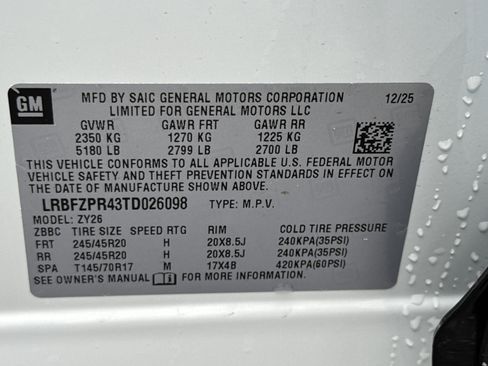 GM
MFD BY SAIC GENERAL MOTORS CORPORATION 12/25
LIMITED FOR GENERAL MOTORS LLC
GVWR GAWR FRT GAWR RR
2350 KG 1270 KG 1225 KG
5180 LB 2799 LB 2700 LB
THIS VEHICLE CONFORMS TO ALL APPLICABLE U.S. FEDERAL MOTOR
VEHICLE SAFETY AND THEFT PREVENTION STANDARDS IN EFFECT ON
THE DATE OF MANUFACTURE SHOWN ABOVE.
LRBFZPR43TD026098 TYPE: M.P.V.
MODEL: ZY26
ZBBC TIRE SIZE SPEED RTG RIM COLD TIRE PRESSURE
FRT 245/45R20 H 20X8.5J 240KPA(35PSI)
RR 245/45R20 H 20X8.5J 240KPA(35PSI)
SPA T145/70R17 M 17X4B 420KPA(60PSI)
SEE OWNER'S MANUAL FOR MORE INFORMATION